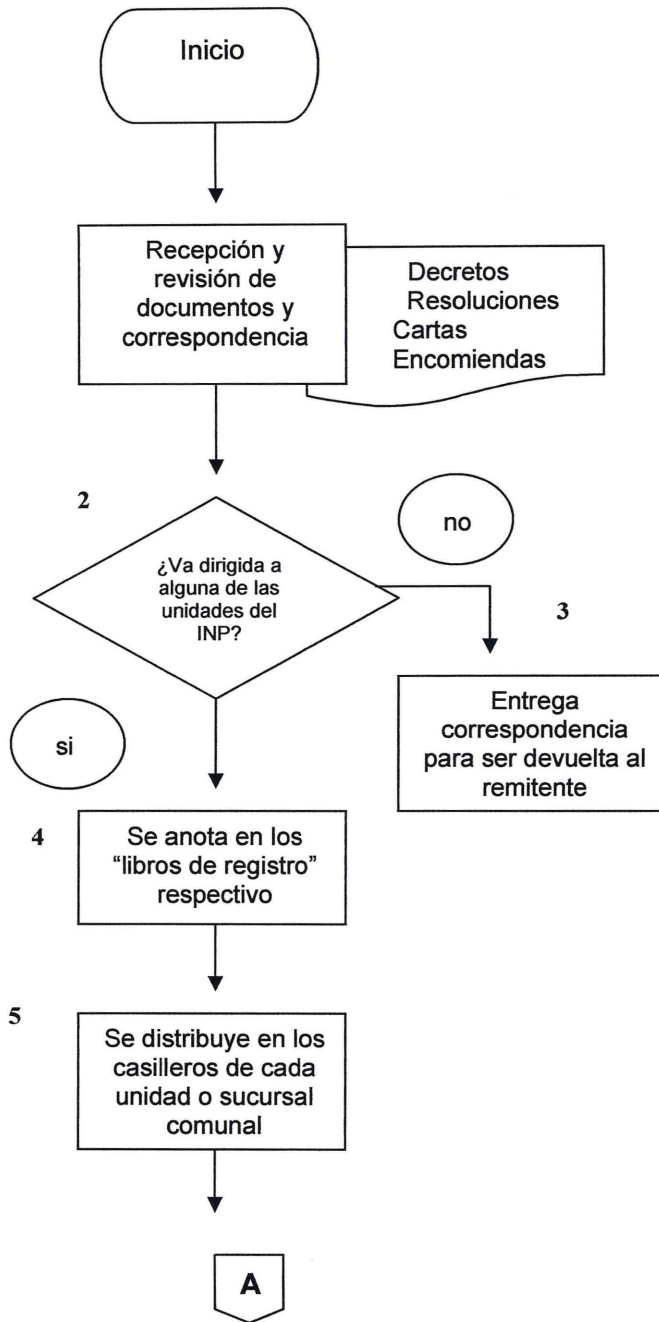 Inicio
Recepción y
revisión de
documentos y
correspondencia
Decretos
Resoluciones
Cartas
Encomiendas
2
¿Va dirigida a
alguna de las
unidades del
INP?
no
3
Entrega
correspondencia
para ser devuelta al
remitente
si
4
Se anota en los
“libros de registro”
respectivo
5
Se distribuye en los
casilleros de cada
unidad o sucursal
comunal
A